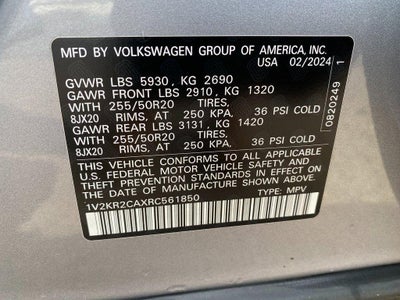 MFD BY VOLKSWAGEN GROUP OF AMERICA, INC.
USA 02/2024
GVWR LBS 5930, KG 2690
GAWR FRONT LBS 2910, KG 1320
WITH 255/50R20 TIRES,
8JX20 RIMS, AT 250 KPA, 36 PSI COLD
GAWR REAR LBS 3131, KG 1420
WITH 255/50R20 TIRES,
8JX20 RIMS, AT 250 KPA, 36 PSI COLD
THIS VEHICLE CONFORMS TO ALL APPLICABLE
U.S. FEDERAL MOTOR VEHICLE SAFETY AND
THEFT PREVENTION STANDARDS IN EFFECT ON
THE DATE OF MANUFACTURE SHOWN ABOVE.
1V2KR2CAXRC561850 TYPE: MPV
0820249 1